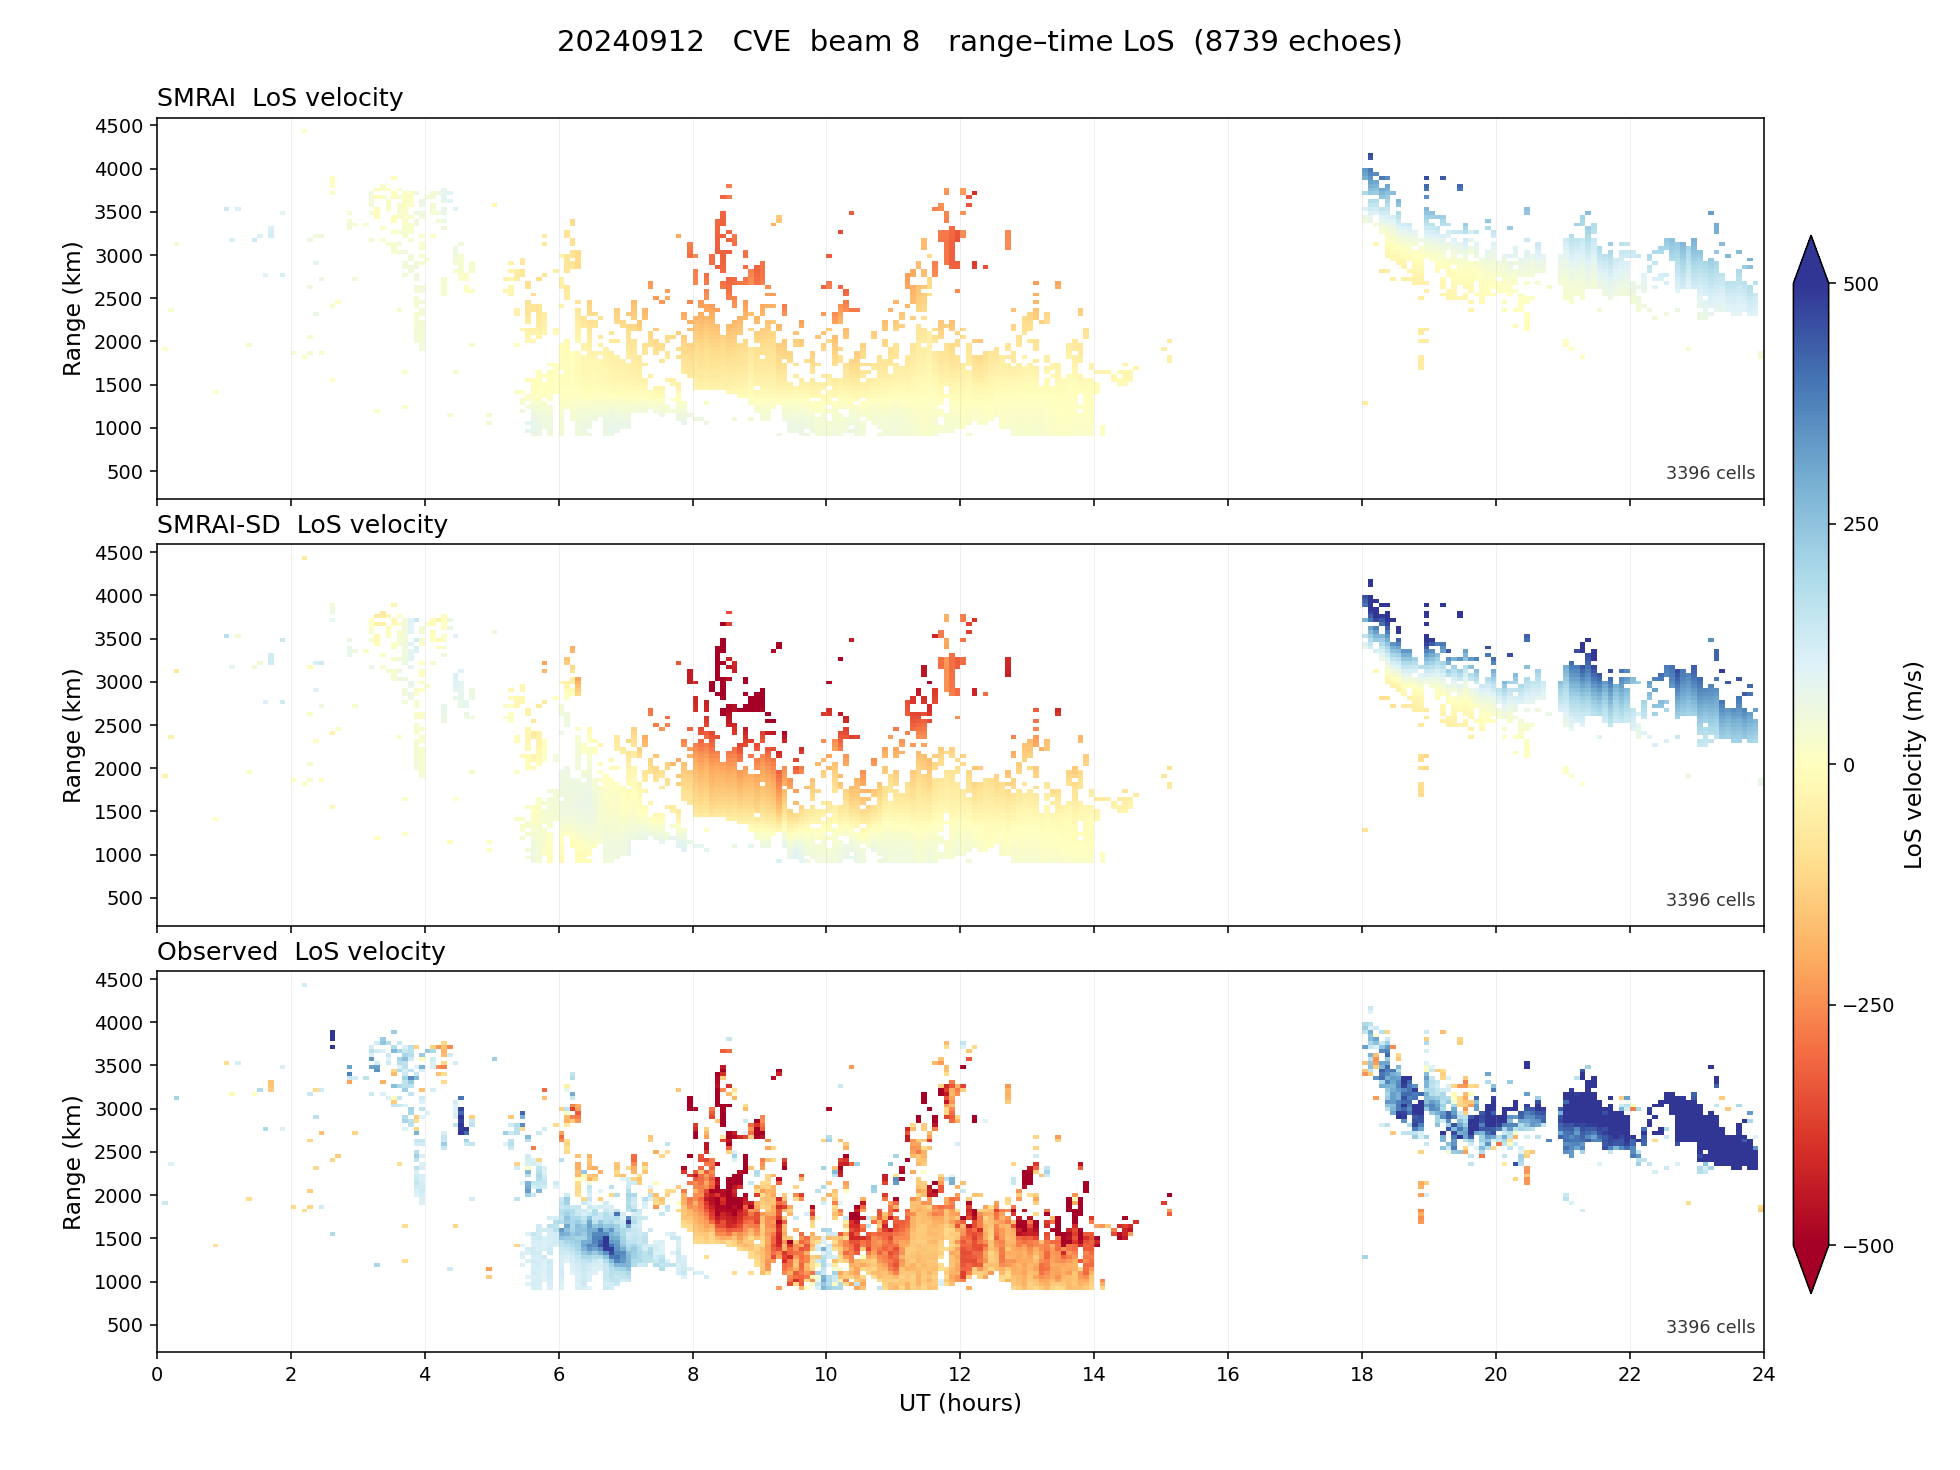 20240912   CVE  beam 8   range–time LoS  (8739 echoes)
SMRAI  LoS velocity
4500
4000
3500
3000
2500
2000
1500
1000
500
Range (km)
3396 cells
SMRAI-SD  LoS velocity
4500
4000
3500
3000
2500
2000
1500
1000
500
Range (km)
3396 cells
Observed  LoS velocity
4500
4000
3500
3000
2500
2000
1500
1000
500
Range (km)
3396 cells
0 2 4 6 8 10 12 14 16 18 20 22 24
UT (hours)
500
250
0
−250
−500
LoS velocity (m/s)